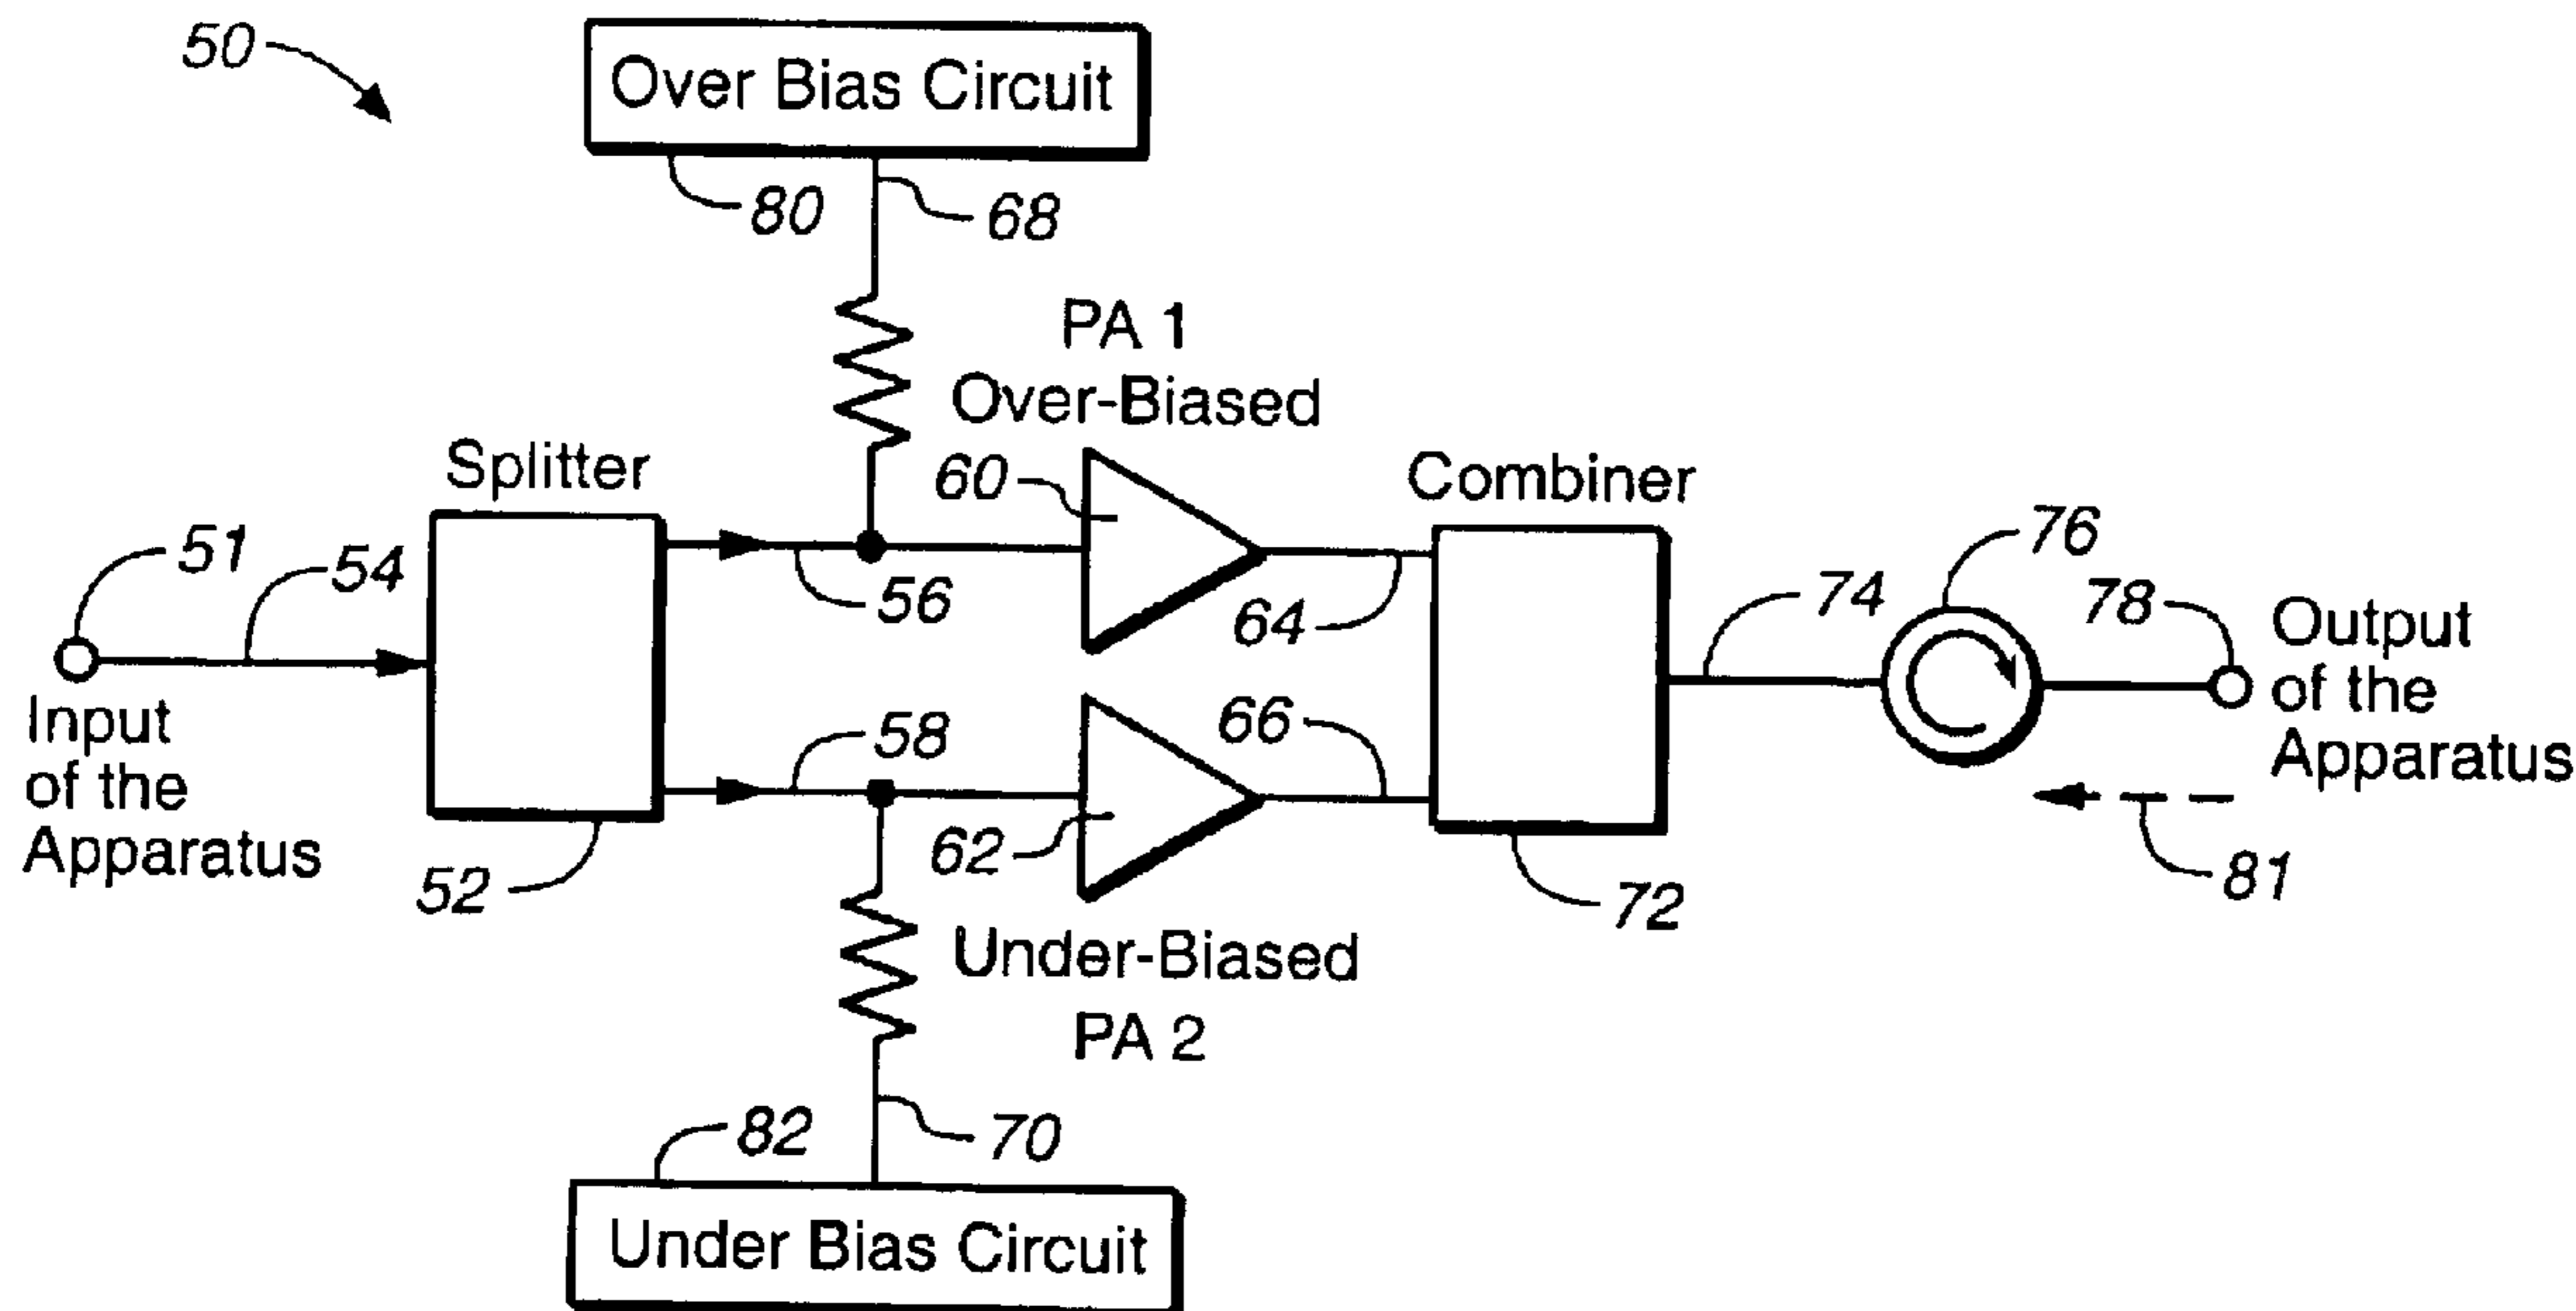 50
Over Bias Circuit
80
68
PA 1
Over-Biased
Splitter
60
Combiner
51
54
56
64
74
76
78
Output
of the
Apparatus
Input
of the
Apparatus
58
66
52
62
72
81
Under-Biased
PA 2
82
70
Under Bias Circuit